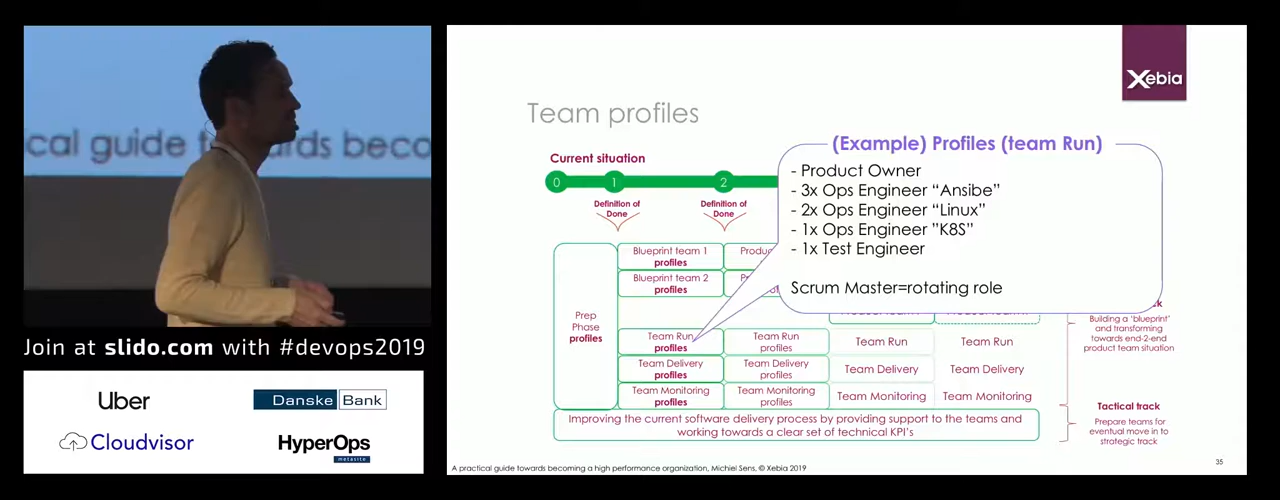 cal guide towards beco
Join at slido.com with #devops2019
Uber
Danske Bank
Cloudvisor
HyperOps
metasite
Xebia
Team profiles
Current situation
0
1
2
Definition of
Done
Definition of
Done
(Example) Profiles (team Run)
- Product Owner
- 3x Ops Engineer “Ansibe”
- 2x Ops Engineer “Linux”
- 1x Ops Engineer ”K8S”
- 1x Test Engineer
Scrum Master=rotating role
Prep
Phase
profiles
Blueprint team 1
profiles
Blueprint team 2
profiles
Team Run
profiles
Team Run
profiles
Team Run
Team Run
Team Delivery
profiles
Team Delivery
profiles
Team Delivery
Team Delivery
Team Monitoring
profiles
Team Monitoring
profiles
Team Monitoring
Team Monitoring
Improving the current software delivery process by providing support to the teams and
working towards a clear set of technical KPI’s
Building a ‘blueprint’
and transforming
towards end-2-end
product team situation
Tactical track
Prepare teams for
eventual move in to
strategic track
A practical guide towards becoming a high performance organization, Michiel Sens, © Xebia 2019
35